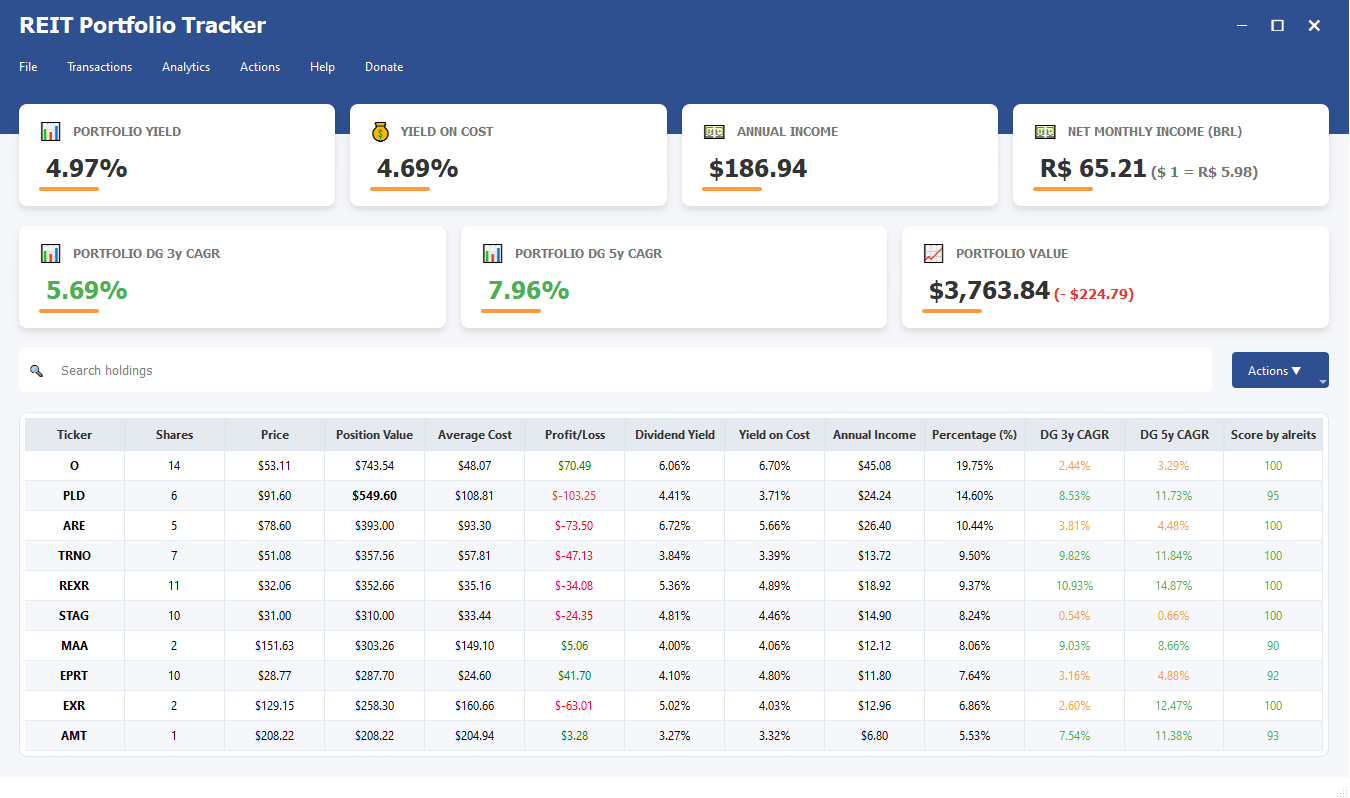 REIT Portfolio Tracker
File Transactions Analytics Actions Help Donate
PORTFOLIO YIELD YIELD ON COST ANNUAL INCOME NET MONTHLY INCOME (BRL)
4.97% 4.69% $186.94 R$ 65.21 ($ 1 = R$ 5.98)
PORTFOLIO DG 3y CAGR PORTFOLIO DG 5y CAGR PORTFOLIO VALUE
5.69% 7.96% $3,763.84 (- $224.79)
Search holdings Actions ▼
Ticker Shares Price Position Value Average Cost Profit/Loss Dividend Yield Yield on Cost Annual Income Percentage (%) DG 3y CAGR DG 5y CAGR Score by alreits
O 14 $53.11 $743.54 $48.07 $70.49 6.06% 6.70% $45.08 19.75% 2.44% 3.29% 100
PLD 6 $91.60 $549.60 $108.81 $-103.25 4.41% 3.71% $24.24 14.60% 8.53% 11.73% 95
ARE 5 $78.60 $393.00 $93.30 $-73.50 6.72% 5.66% $26.40 10.44% 3.81% 4.48% 100
TRNO 7 $51.08 $357.56 $57.81 $-47.13 3.84% 3.39% $13.72 9.50% 9.82% 11.84% 100
REXR 11 $32.06 $352.66 $35.16 $-34.08 5.36% 4.89% $18.92 9.37% 10.93% 14.87% 100
STAG 10 $31.00 $310.00 $33.44 $-24.35 4.81% 4.46% $14.90 8.24% 0.54% 0.66% 100
MAA 2 $151.63 $303.26 $149.10 $5.06 4.00% 4.06% $12.12 8.06% 9.03% 8.66% 90
EPRT 10 $28.77 $287.70 $24.60 $41.70 4.10% 4.80% $11.80 7.64% 3.16% 4.88% 92
EXR 2 $129.15 $258.30 $160.66 $-63.01 5.02% 4.03% $12.96 6.86% 2.60% 12.47% 100
AMT 1 $208.22 $208.22 $204.94 $3.28 3.27% 3.32% $6.80 5.53% 7.54% 11.38% 93